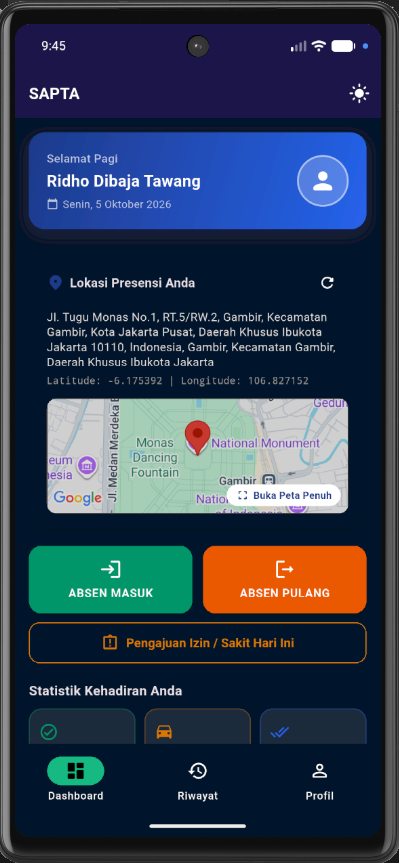 9:45
SAPTA
Selamat Pagi
Ridho Dibaja Tawang
Senin, 5 Oktober 2026
Lokasi Presensi Anda
Jl. Tugu Monas No.1, RT.5/RW.2, Gambir, Kecamatan
Gambir, Kota Jakarta Pusat, Daerah Khusus Ibukota
Jakarta 10110, Indonesia, Gambir, Kecamatan Gambir,
Daerah Khusus Ibukota Jakarta
Latitude: -6.175392 | Longitude: 106.827152
Jl. Medan Merdeka B
Gedun
Monas
Dancing
Fountain
National Monument
eum
nesia
Gambir
Google
Nation
of Indonesia
Buka Peta Penuh
ABSEN MASUK
ABSEN PULANG
Pengajuan Izin / Sakit Hari Ini
Statistik Kehadiran Anda
Dashboard
Riwayat
Profil